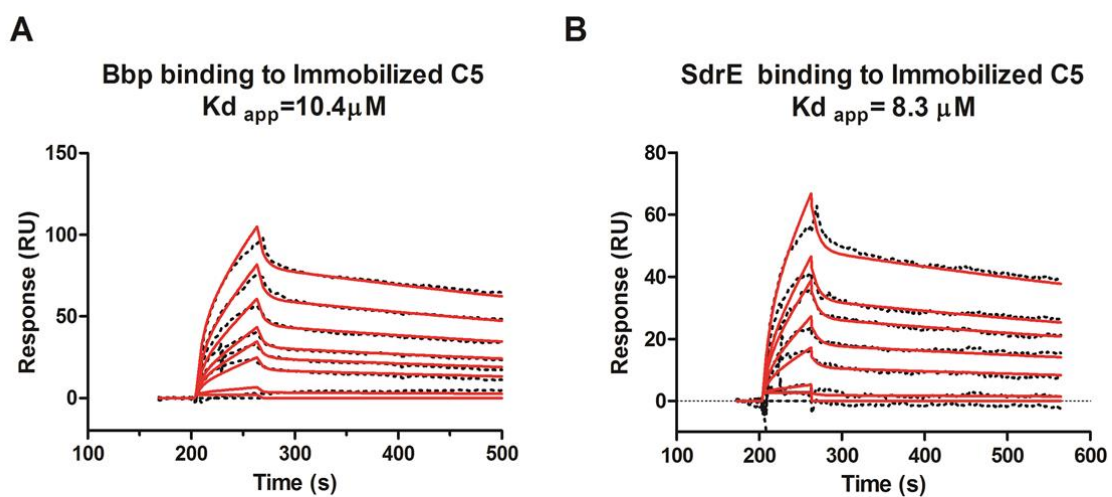 A
Bbp binding to Immobilized C5
Kd app=10.4μM
150
100
50
0
Response (RU)
100
200
300
400
500
Time (s)
B
SdrE binding to Immobilized C5
Kd app= 8.3 μM
80
60
40
20
0
Response (RU)
100
200
300
400
500
600
Time (s)